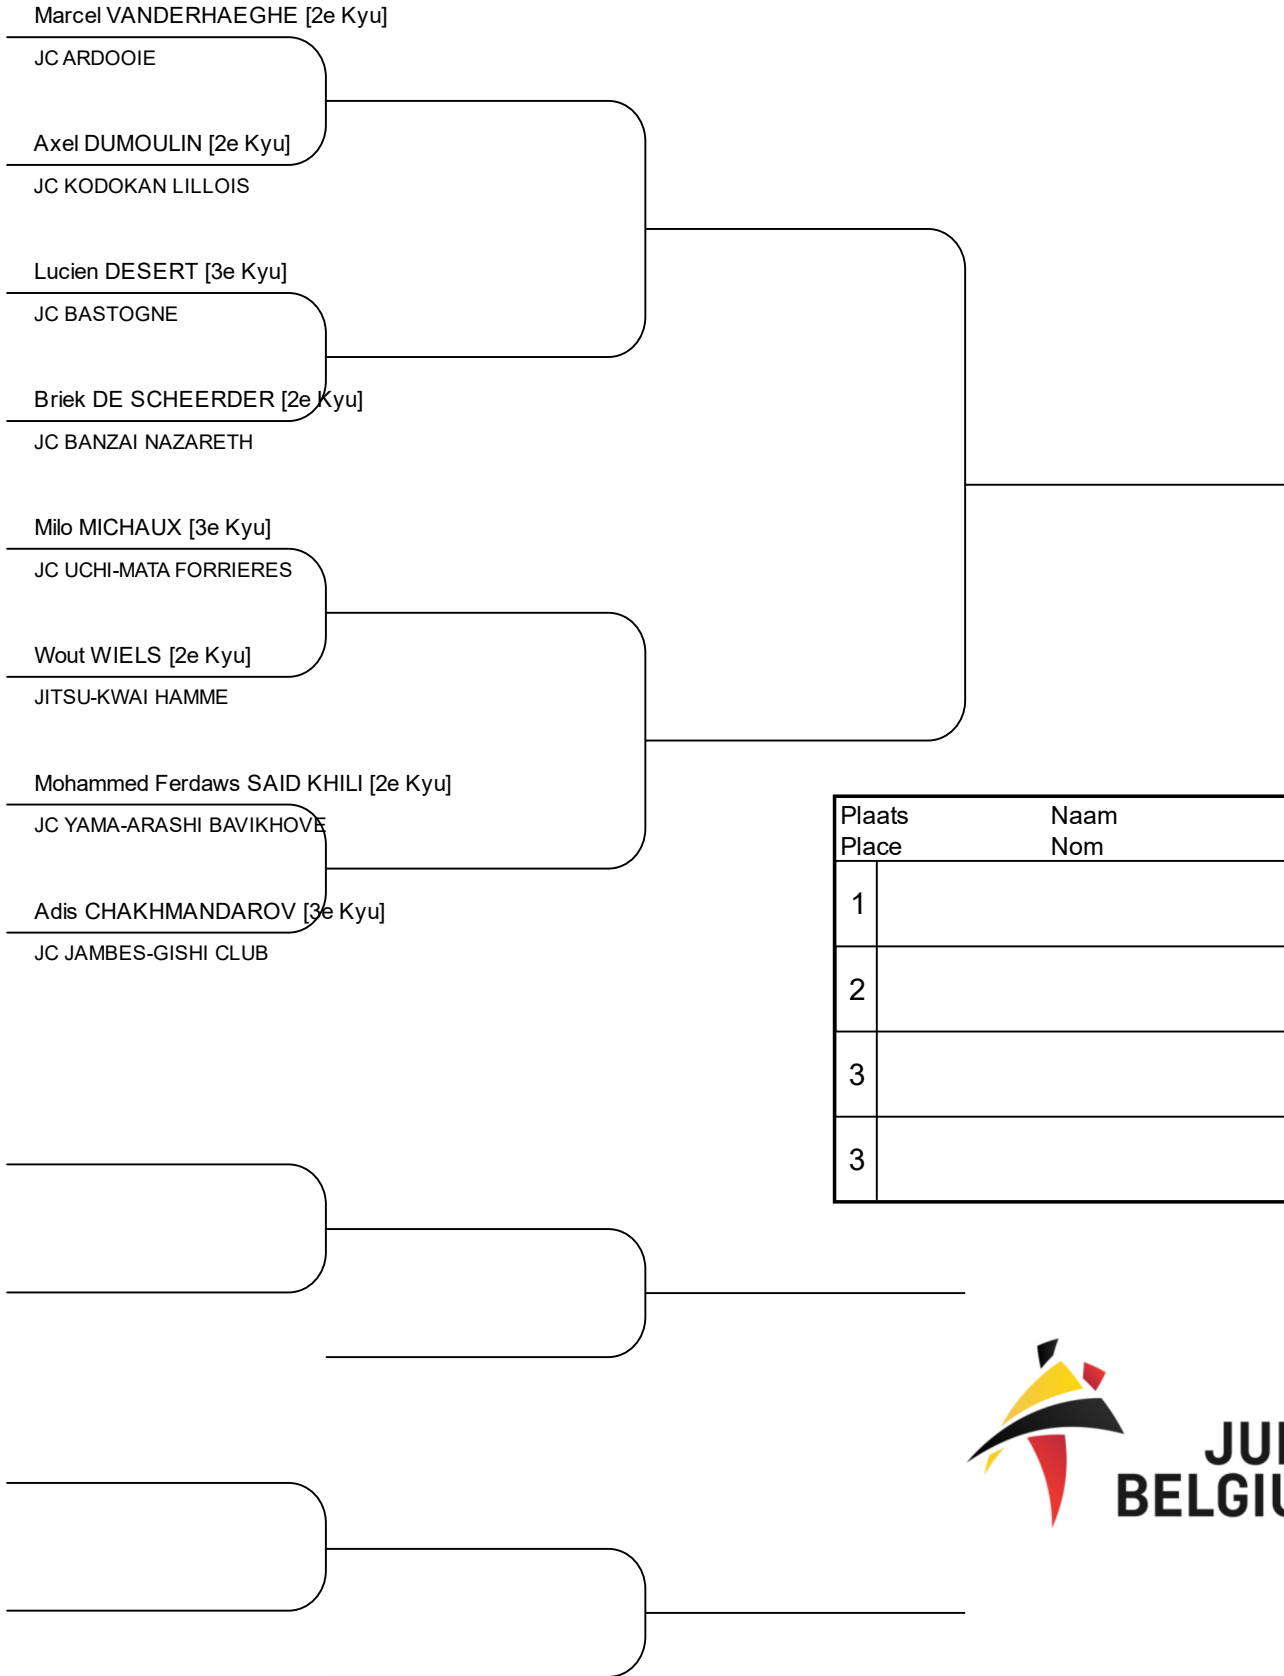 Marcel VANDERHAEGHE [2e Kyu]
JC ARDOOIE
Axel DUMOULIN [2e Kyu]
JC KODOKAN LILLOIS
Lucien DESERT [3e Kyu]
JC BASTOGNE
Briek DE SCHEERDER [2e Kyu]
JC BANZAI NAZARETH
Milo MICHAUX [3e Kyu]
JC UCHI-MATA FORRIERES
Wout WIELS [2e Kyu]
JITSU-KWAI HAMME
Mohammed Ferdaws SAID KHILI [2e Kyu]
JC YAMA-ARASHI BAVIKHOVE
Adis CHAKHMANDAROV [3e Kyu]
JC JAMBES-GISHI CLUB
Plaats Naam
Place Nom
1
2
3
3